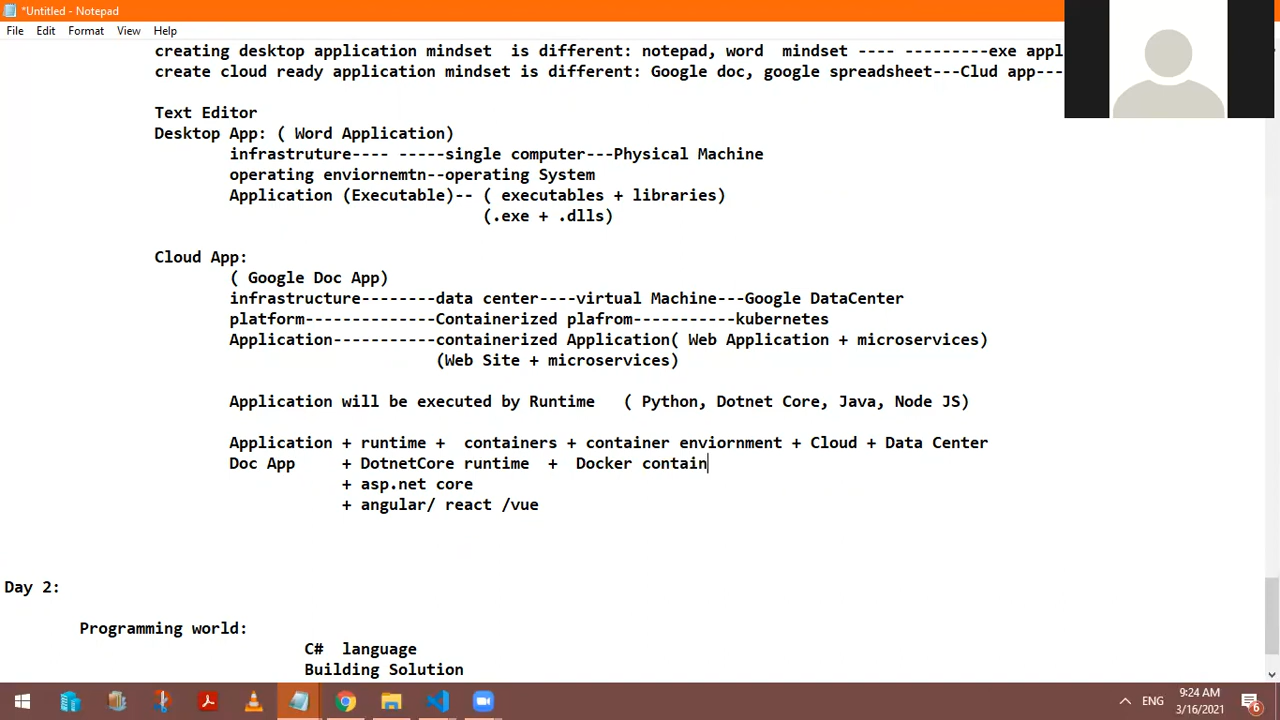 *Untitled - Notepad
File Edit Format View Help
creating desktop application mindset is different: notepad, word mindset ---- ---------exe appl
create cloud ready application mindset is different: Google doc, google spreadsheet---Clud app---
Text Editor
Desktop App: ( Word Application)
infrastruture---- -----single computer---Physical Machine
operating enviornemtn--operating System
Application (Executable)-- ( executables + libraries)
(.exe + .dlls)
Cloud App:
( Google Doc App)
infrastructure--------data center----virtual Machine---Google DataCenter
platform--------------Containerized plafrom-----------kubernetes
Application-----------containerized Application( Web Application + microservices)
(Web Site + microservices)
Application will be executed by Runtime ( Python, Dotnet Core, Java, Node JS)
Application + runtime + containers + container enviornment + Cloud + Data Center
Doc App + DotnetCore runtime + Docker contain
+ asp.net core
+ angular/ react /vue
Day 2:
Programming world:
C# language
Building Solution
ENG
9:24 AM
3/16/2021
6